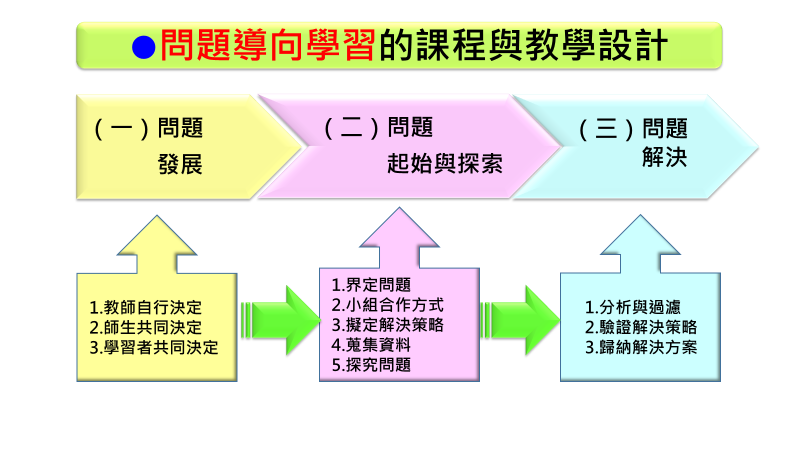 ●問題導向學習的課程與教學設計
（一）問題
發展
（二）問題
起始與探索
（三）問題
解決
1.教師自行決定
2.師生共同決定
3.學習者共同決定
1.界定問題
2.小組合作方式
3.擬定解決策略
4.蒐集資料
5.探究問題
1.分析與過濾
2.驗證解決策略
3.歸納解決方案